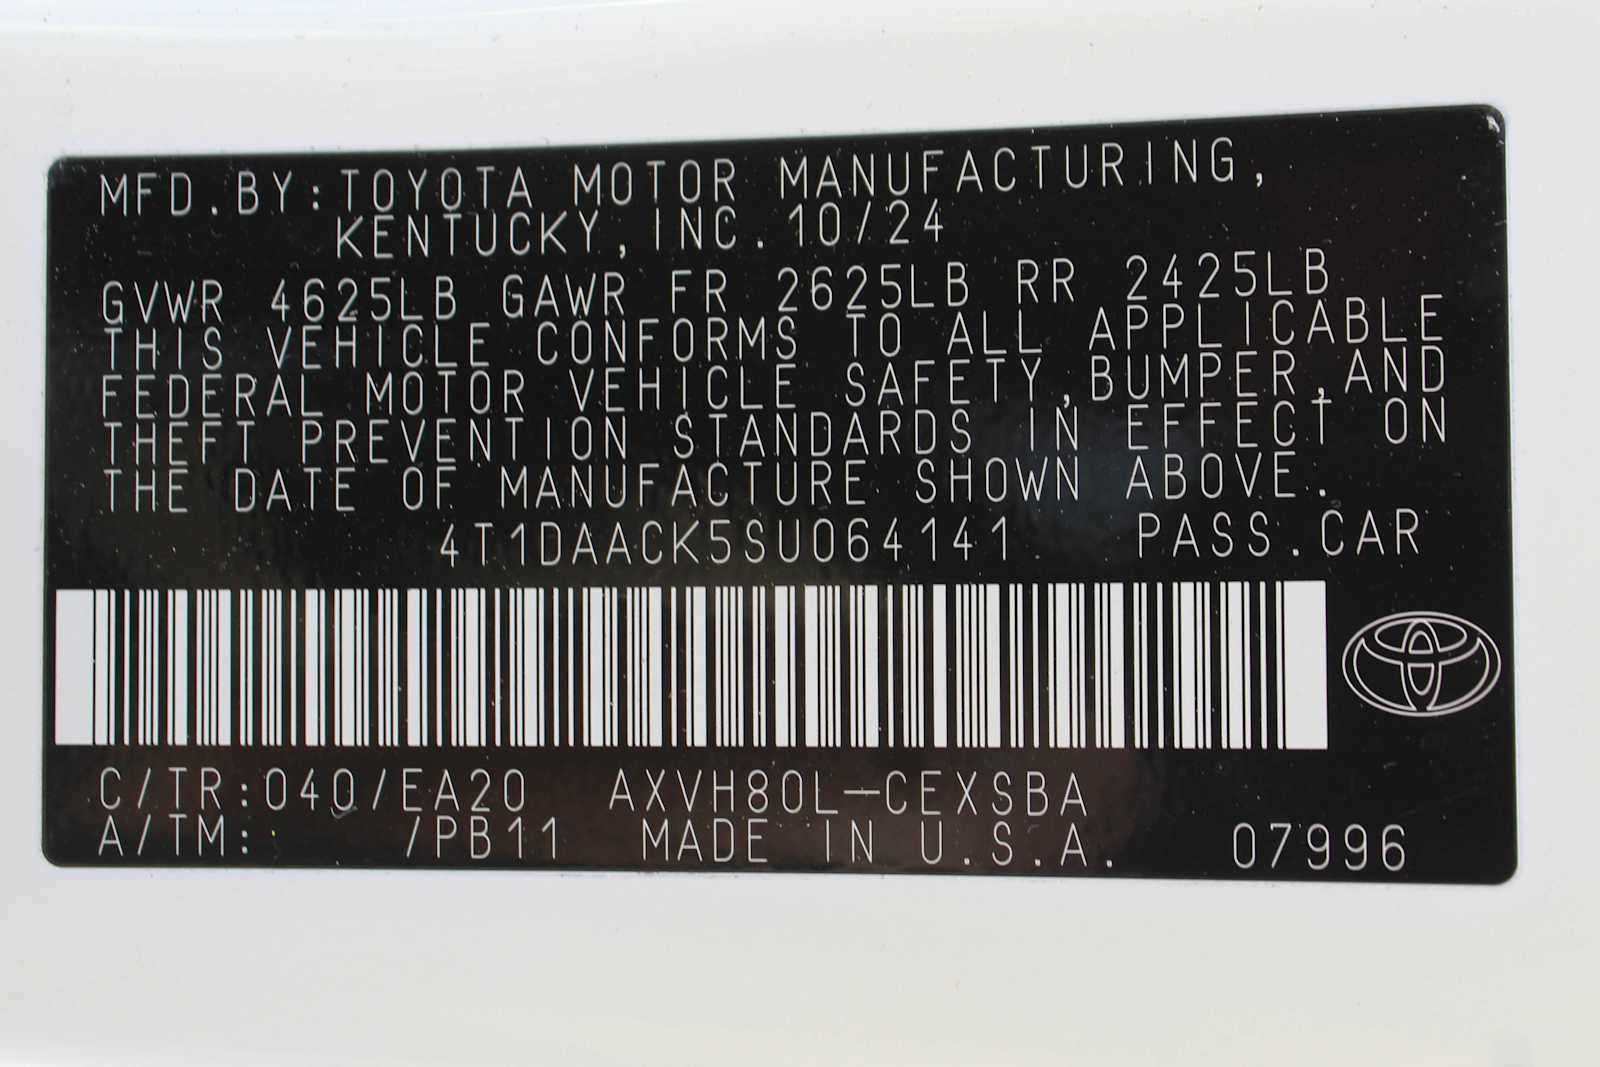 MFD.BY:TOYOTA MOTOR MANUFACTURING,
KENTUCKY,INC.10/24
GVWR 4625LB GAWR FR 2625LB RR 2425LB
THIS VEHICLE CONFORMS TO ALL APPLICABLE
FEDERAL MOTOR VEHICLE SAFETY,BUMPER,AND
THEFT PREVENTION STANDARDS IN EFFECT ON
THE DATE OF MANUFACTURE SHOWN ABOVE.
4T1DAACK5SU064141 PASS.CAR
C/TR:040/EA20 AXVH80L–CEXSBA
A/TM: /PB11 MADE IN U.S.A. 07996